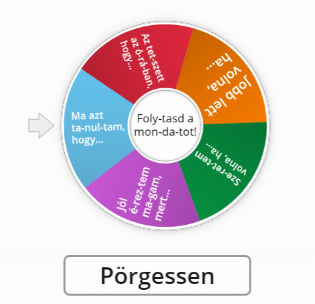 Az tet-szett
az ó-rá-ban,
hogy...
Jobb lett
volna,
ha...
Ma azt
ta-nul-tam,
hogy...
Foly-tasd a
mon-da-tot!
Sze-ret-tem
volna, ha...
Jól
é-rez-tem
ma-gam,
mert...
Pörgessen